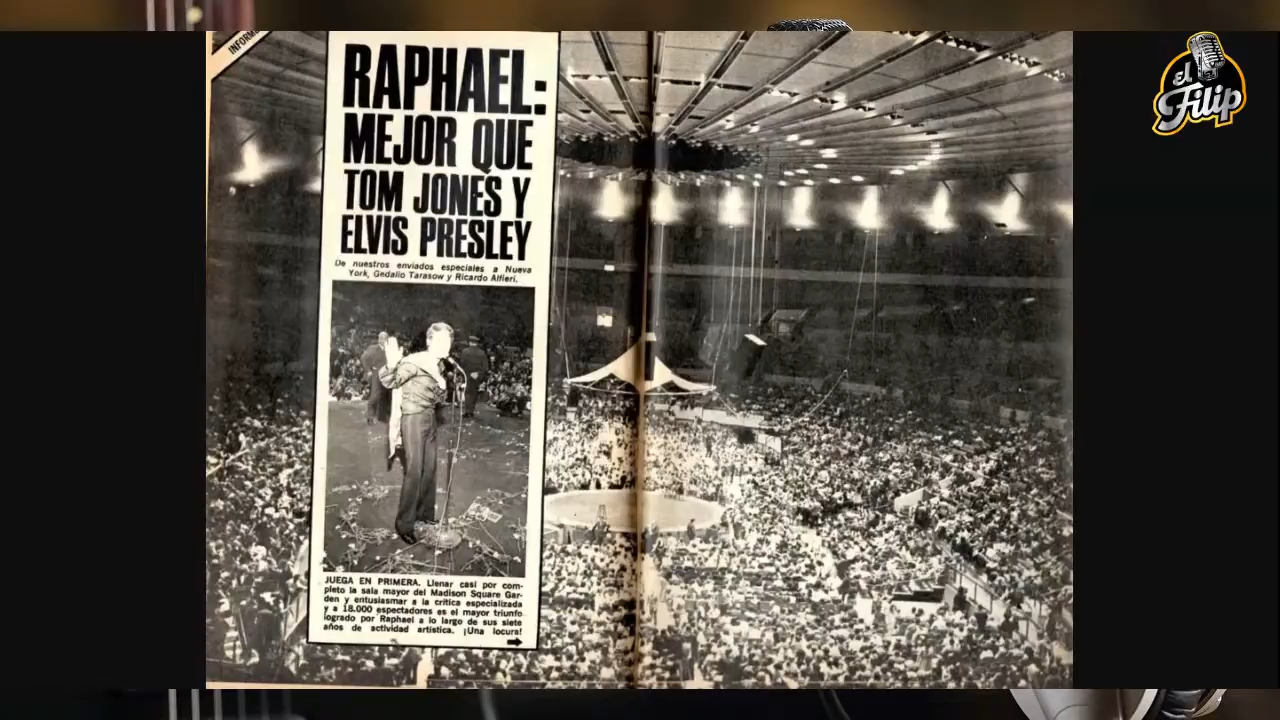 RAPHAEL:
MEJOR QUE
TOM JONES Y
ELVIS PRESLEY
De nuestros enviados especiales a Nueva
York, Gedalio Tarasow y Ricardo Alfieri.
JUEGA EN PRIMERA. Llenar casi por com-
pleto la sala mayor del Madison Square Gar-
den y entusiasmar a la crítica especializada
y a 18.000 espectadores es el mayor triunfo
logrado por Raphael a lo largo de sus siete
años de actividad artística. ¡Una locura!
el
Filip